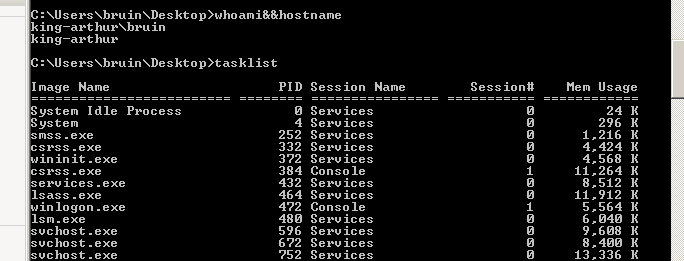 C:\Users\bruin\Desktop>whoami&&hostname
king-arthur\bruin
king-arthur
C:\Users\bruin\Desktop>tasklist
Image Name                     PID Session Name        Session#    Mem Usage
========================= ======== ================ =========== ============
System Idle Process              0 Services                   0         24 K
System                           4 Services                   0        296 K
smss.exe                       252 Services                   0      1,216 K
csrss.exe                      332 Services                   0      4,424 K
wininit.exe                    372 Services                   0      4,568 K
csrss.exe                      384 Console                    1     11,264 K
services.exe                   432 Services                   0      8,512 K
lsass.exe                      464 Services                   0     11,912 K
winlogon.exe                   472 Console                    1      5,564 K
lsm.exe                        480 Services                   0      6,040 K
svchost.exe                    596 Services                   0      9,608 K
svchost.exe                    672 Services                   0      8,400 K
svchost.exe                    752 Services                   0     13,336 K